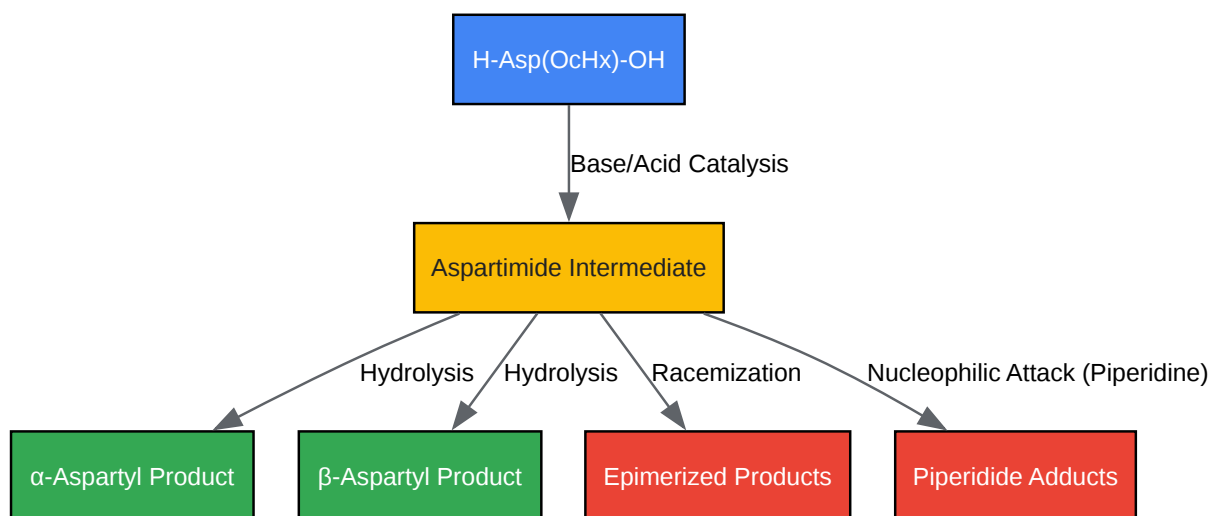 H-Asp(OcHx)-OH
Base/Acid Catalysis
Aspartimide Intermediate
Hydrolysis
Hydrolysis
Racemization
Nucleophilic Attack (Piperidine)
α-Aspartyl Product
β-Aspartyl Product
Epimerized Products
Piperidide Adducts